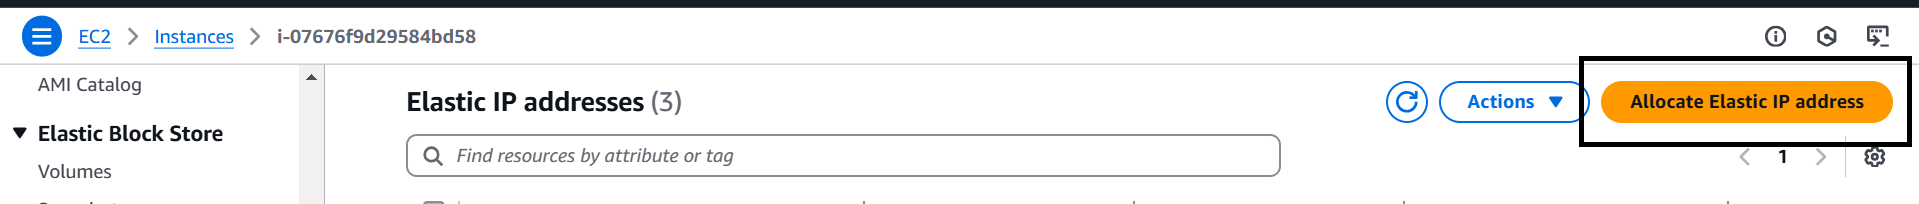 EC2 > Instances > i-07676f9d29584bd58
AMI Catalog
Elastic Block Store
Volumes
Elastic IP addresses (3)
Actions
Allocate Elastic IP address
Find resources by attribute or tag
1